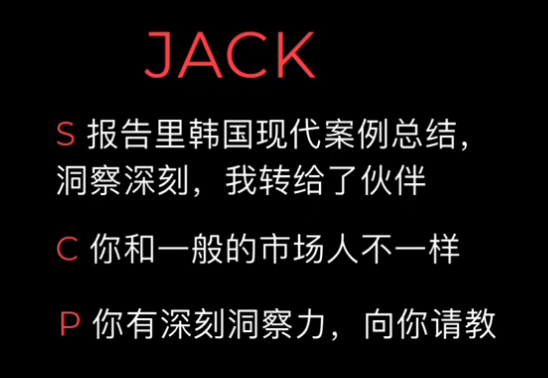 JACK
S 报告里韩国现代案例总结，
洞察深刻，我转给了伙伴
C 你和一般的市场人不一样
P 你有深刻洞察力，向你请教